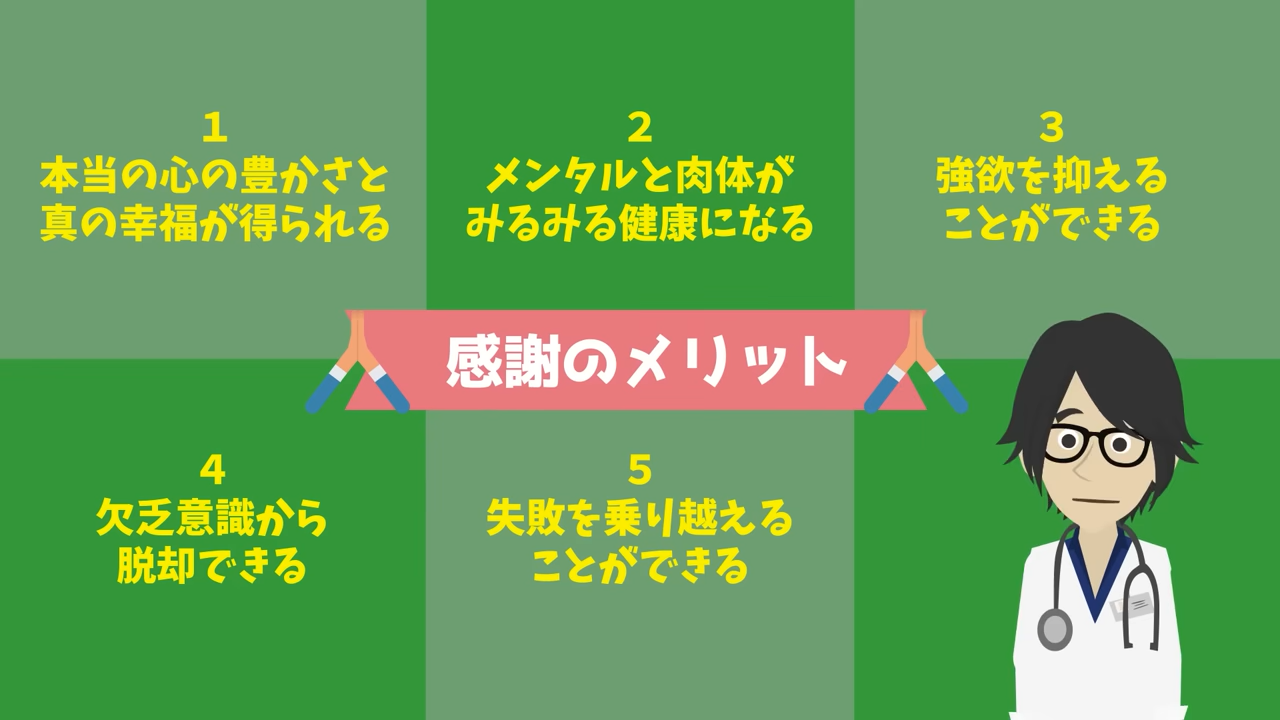 1
本当の心の豊かさと
真の幸福が得られる
2
メンタルと肉体が
みるみる健康になる
3
強欲を抑える
ことができる
感謝のメリット
4
欠乏意識から
脱却できる
5
失敗を乗り越える
ことができる